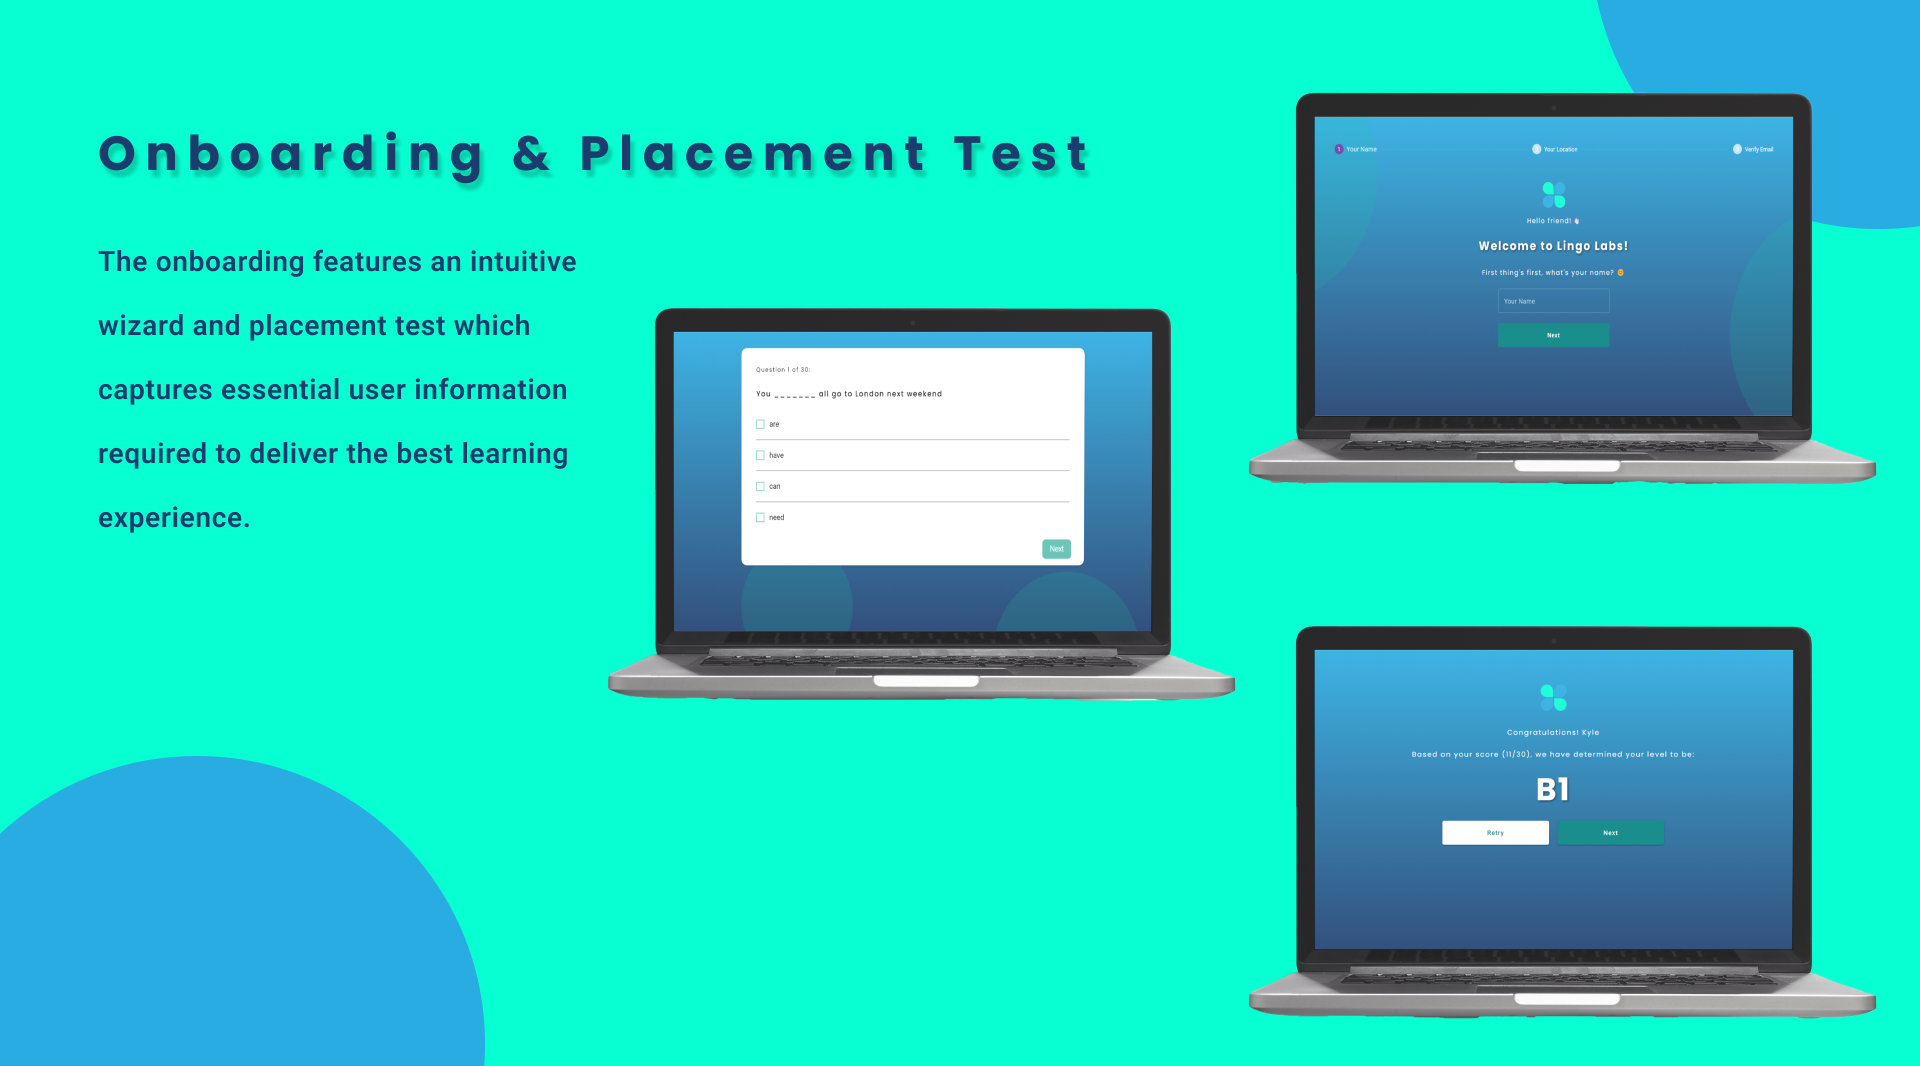 Onboarding & Placement Test
The onboarding features an intuitive
wizard and placement test which
captures essential user information
required to deliver the best learning
experience.
Question 1 of 30:
You _______ all go to London next weekend
are
have
can
need
Next
1 Your Name
Your Location
Verify Email
Hello friend! 👋🏻
Welcome to Lingo Labs!
First thing's first, what's your name? 😊
Your Name
Next
Congratulations! Kyle
Based on your score (11/30), we have determined your level to be:
B1
Retry
Next